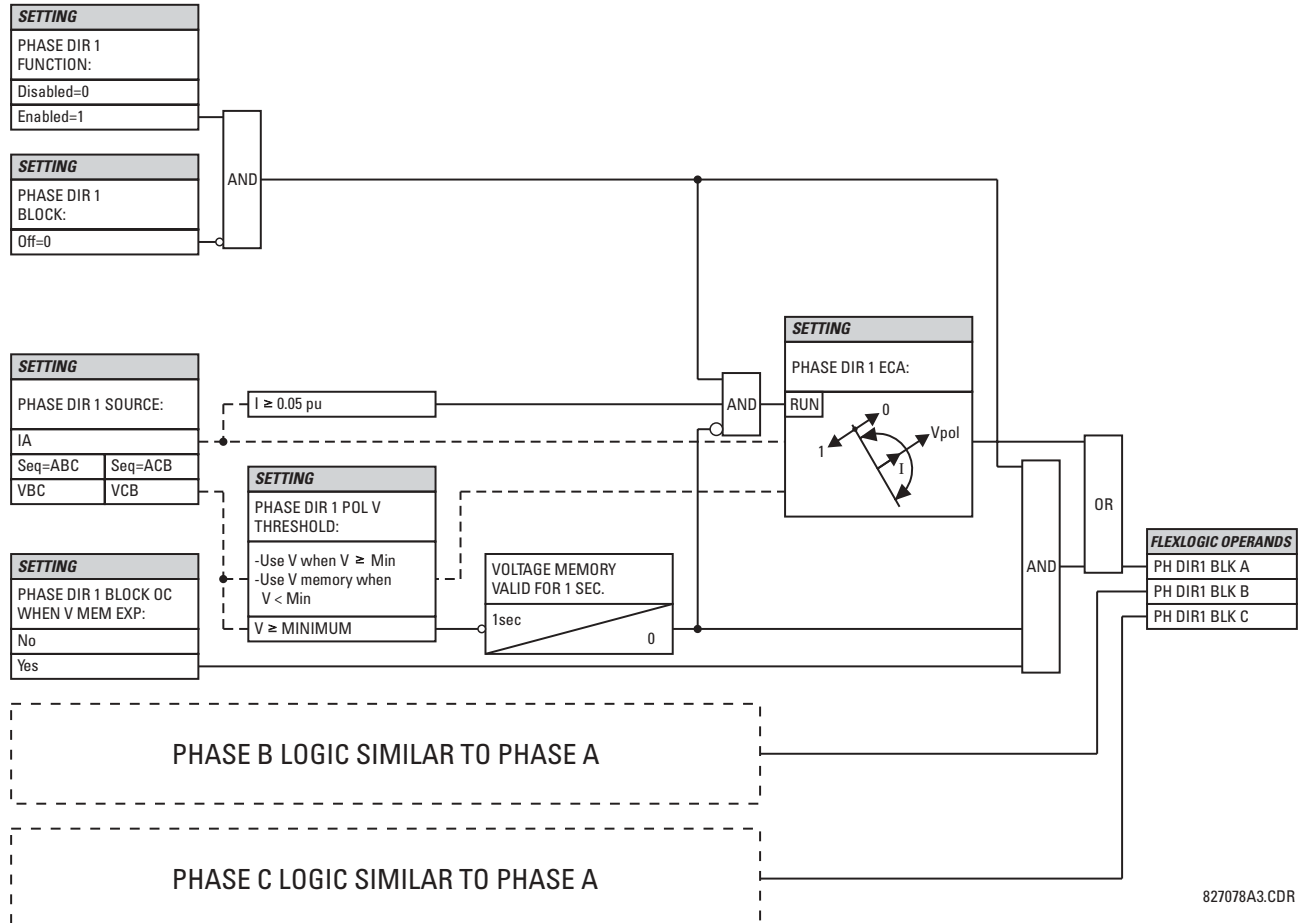 SETTING
PHASE DIR 1
FUNCTION:
Disabled=0
Enabled=1
SETTING
PHASE DIR 1
BLOCK:
Off=0
AND
SETTING
PHASE DIR 1 SOURCE:
IA
Seq=ABC Seq=ACB
VBC VCB
SETTING
PHASE DIR 1 BLOCK OC
WHEN V MEM EXP:
No
Yes
I ≥ 0.05 pu
SETTING
PHASE DIR 1 POL V
THRESHOLD:
-Use V when V ≥ Min
-Use V memory when
V < Min
V ≥ MINIMUM
VOLTAGE MEMORY
VALID FOR 1 SEC.
1sec
0
AND
SETTING
PHASE DIR 1 ECA:
RUN
0
1
Vpol
I
AND
OR
FLEXLOGIC OPERANDS
PH DIR1 BLK A
PH DIR1 BLK B
PH DIR1 BLK C
PHASE B LOGIC SIMILAR TO PHASE A
PHASE C LOGIC SIMILAR TO PHASE A
827078A3.CDR